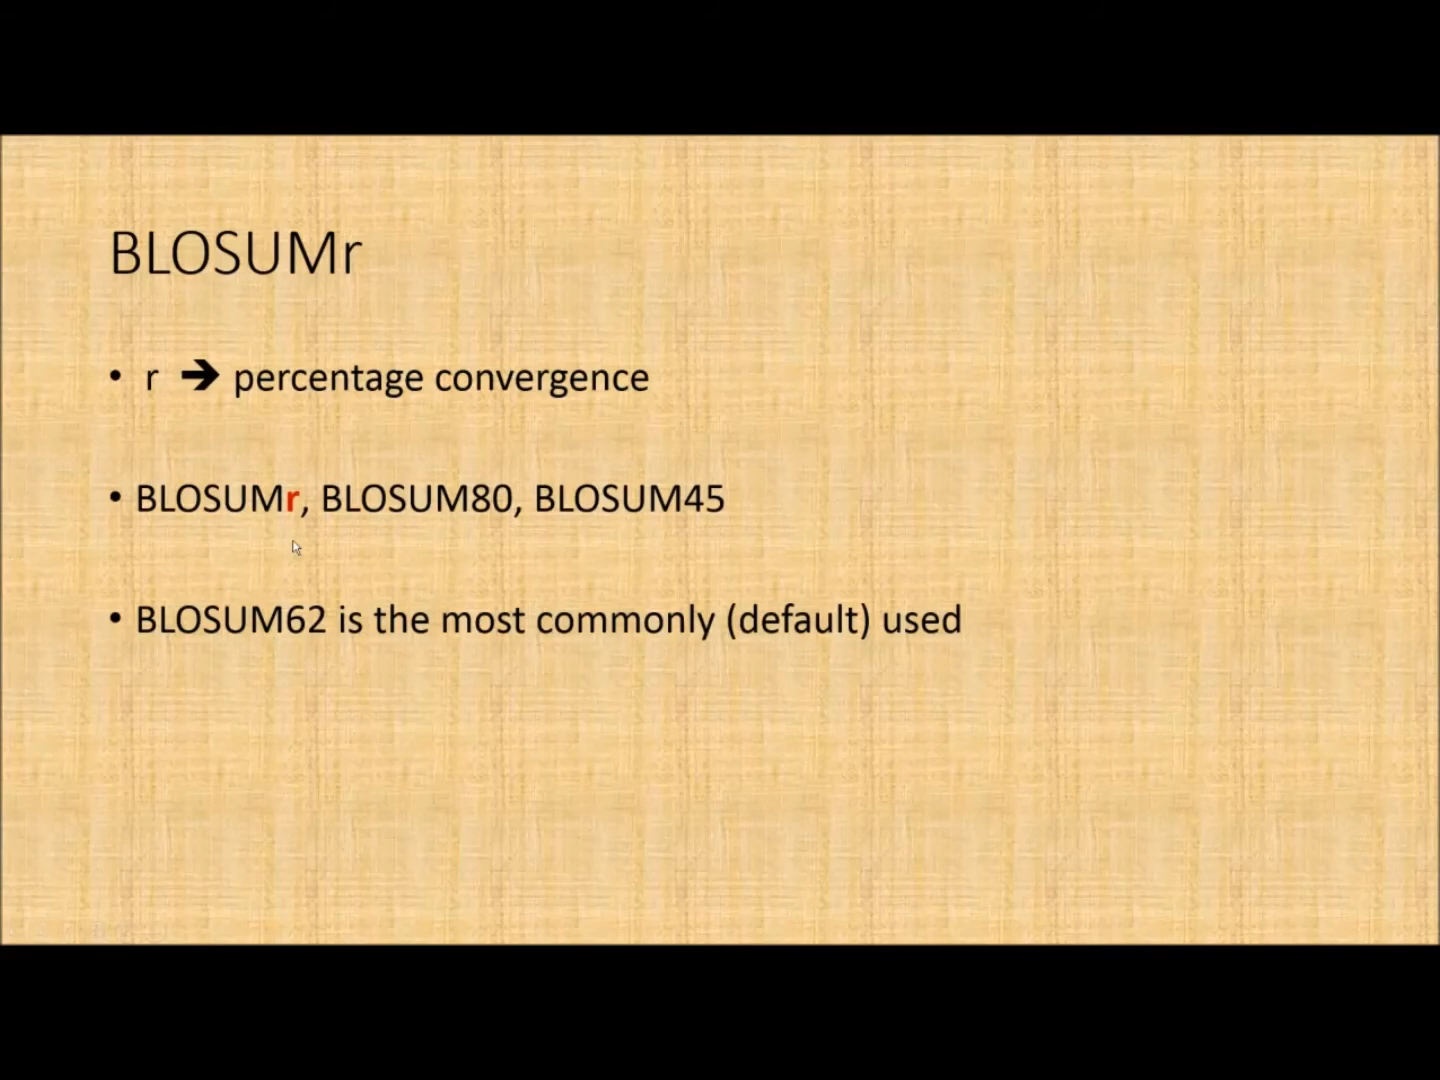 BLOSUMr
• r ➔ percentage convergence
• BLOSUMr, BLOSUM80, BLOSUM45
• BLOSUM62 is the most commonly (default) used